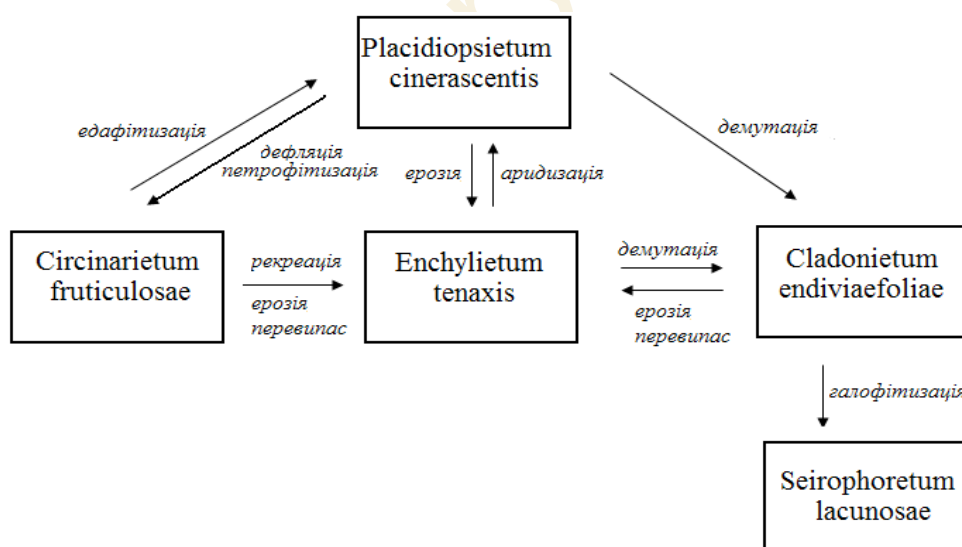 Placidiopsietum
cinerascentis
едафітизація
дефляція
петрофітизація
ерозія
аридизація
демутація
Circinarietum
fruticulosae
рекреація
ерозія
перевипас
Enchylietum
tenaxis
демутація
ерозія
перевипас
Cladonietum
endiviaefoliae
галофітизація
Seirophoretum
lacunosae